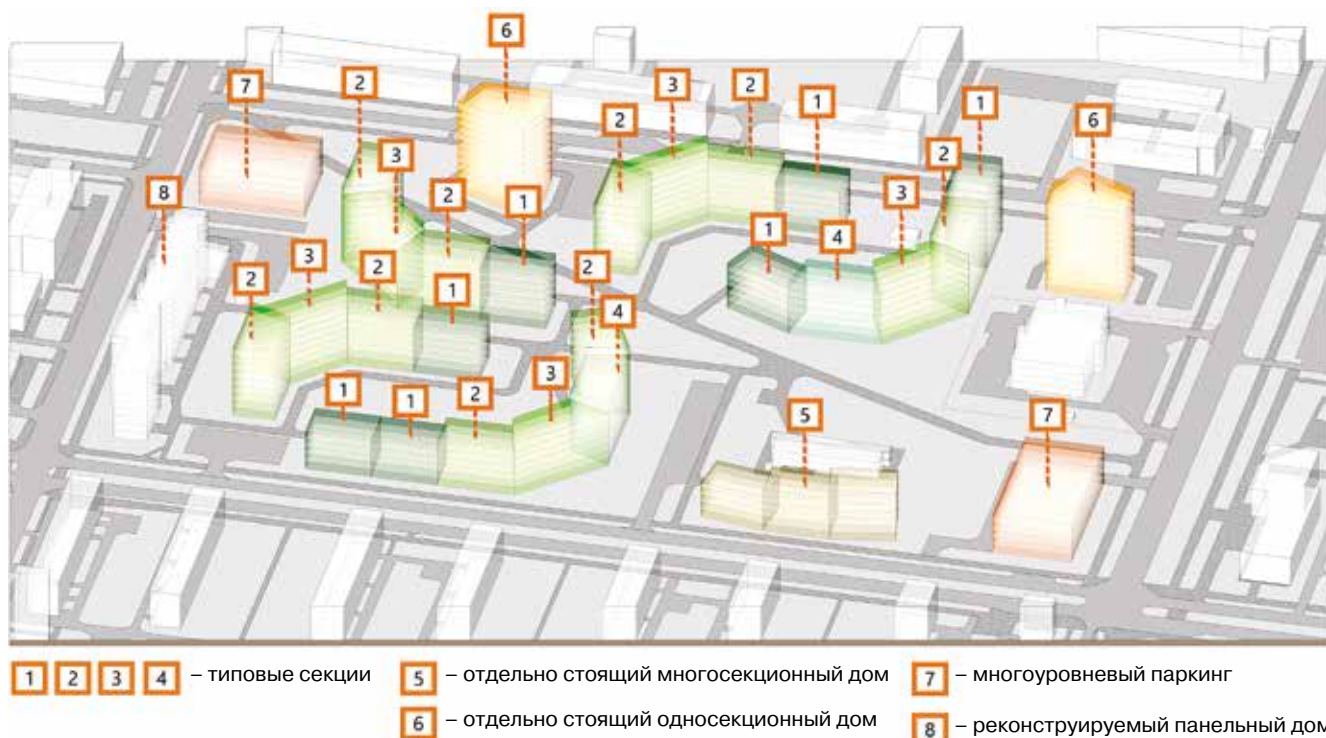 6
7 2 3 2 1 1 6
2
8 3 2 1 2 3
1 4
2 3 2 1 2 4
1 1 2 3
5 7
1 2 3 4 – типовые секции
5 – отдельно стоящий многосекционный дом
7 – многоуровневый паркинг
6 – отдельно стоящий односекционный дом
8 – реконструируемый панельный дом